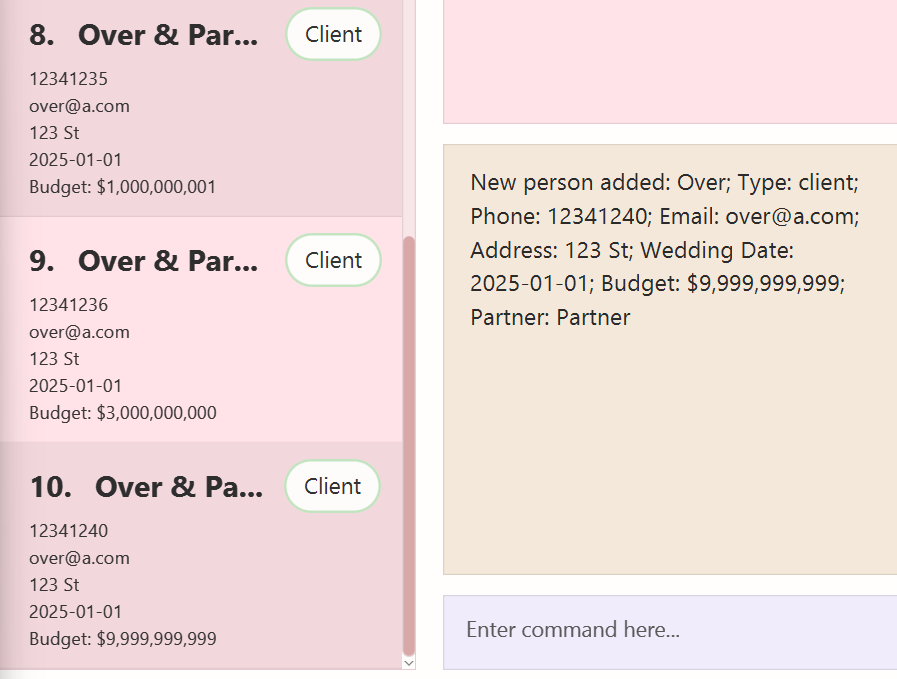 8. Over & Par...
Client
12341235
over@a.com
123 St
2025-01-01
Budget: $1,000,000,001
9. Over & Par...
Client
12341236
over@a.com
123 St
2025-01-01
Budget: $3,000,000,000
10. Over & Pa...
Client
12341240
over@a.com
123 St
2025-01-01
Budget: $9,999,999,999
New person added: Over; Type: client;
Phone: 12341240; Email: over@a.com;
Address: 123 St; Wedding Date:
2025-01-01; Budget: $9,999,999,999;
Partner: Partner
Enter command here...